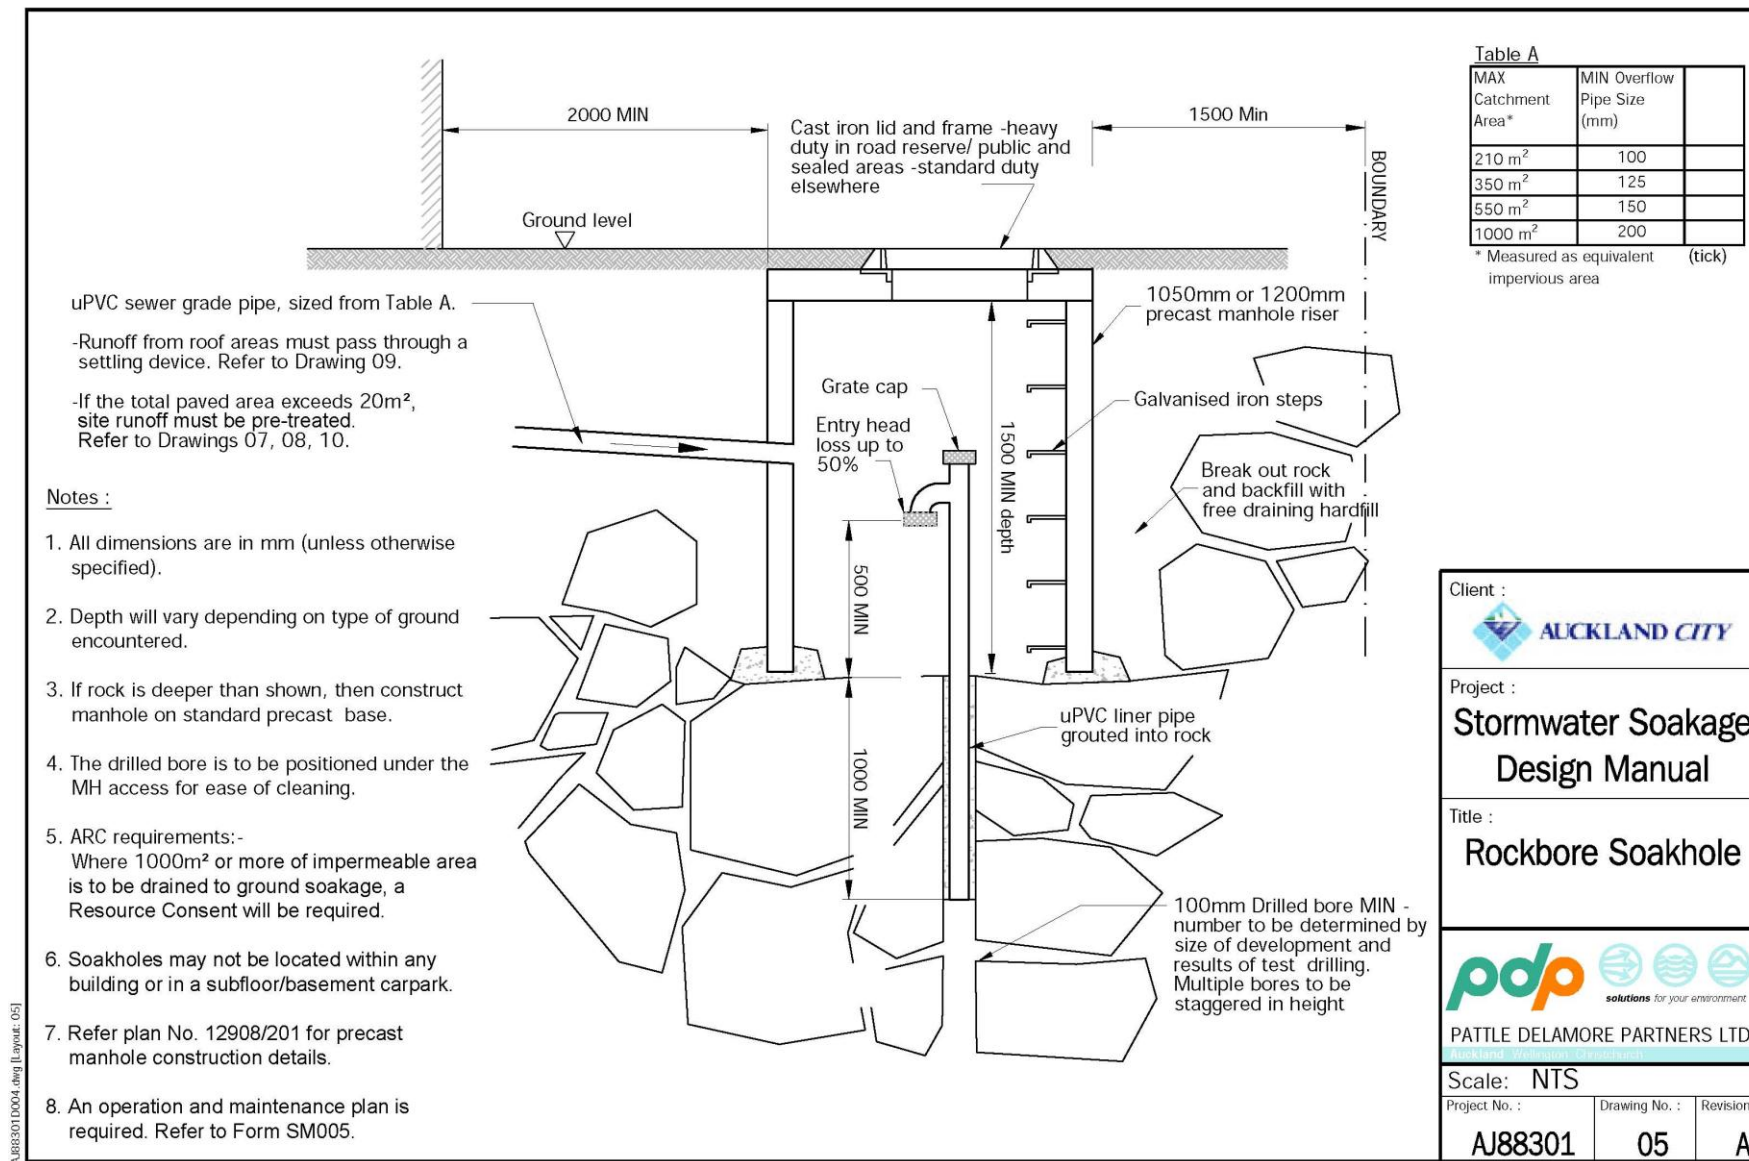 Table A
MAX Catchment Area*
MIN Overflow Pipe Size (mm)
210 m² 100
350 m² 125
550 m² 150
1000 m² 200
* Measured as equivalent impervious area
(tick)
2000 MIN
1500 Min
BOUNDARY
Cast iron lid and frame -heavy
duty in road reserve/ public and
sealed areas -standard duty
elsewhere
Ground level
uPVC sewer grade pipe, sized from Table A.
-Runoff from roof areas must pass through a
settling device. Refer to Drawing 09.
-If the total paved area exceeds 20m²,
site runoff must be pre-treated.
Refer to Drawings 07, 08, 10.
1050mm or 1200mm
precast manhole riser
Grate cap
Galvanised iron steps
Entry head
loss up to
50%
1500 MIN depth
Break out rock
and backfill with
free draining hardfill
500 MIN
1000 MIN
uPVC liner pipe
grouted into rock
100mm Drilled bore MIN -
number to be determined by
size of development and
results of test drilling.
Multiple bores to be
staggered in height
Notes :
1. All dimensions are in mm (unless otherwise
specified).
2. Depth will vary depending on type of ground
encountered.
3. If rock is deeper than shown, then construct
manhole on standard precast base.
4. The drilled bore is to be positioned under the
MH access for ease of cleaning.
5. ARC requirements:-
Where 1000m² or more of impermeable area
is to be drained to ground soakage, a
Resource Consent will be required.
6. Soakholes may not be located within any
building or in a subfloor/basement carpark.
7. Refer plan No. 12908/201 for precast
manhole construction details.
8. An operation and maintenance plan is
required. Refer to Form SM005.
AJ88301D004.dwg [Layout: 05]
Client :
AUCKLAND CITY
Project :
Stormwater Soakage
Design Manual
Title :
Rockbore Soakhole
pdp
solutions for your environment
PATTLE DELAMORE PARTNERS LTD
Auckland Wellington Christchurch
Scale: NTS
Project No. :
AJ88301
Drawing No. :
05
Revision
A